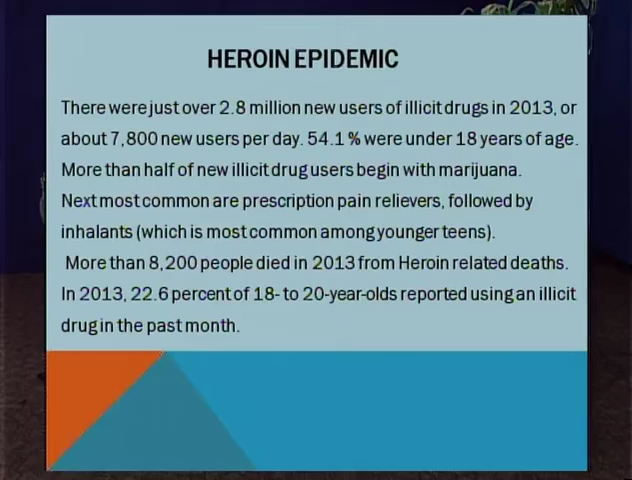 HEROIN EPIDEMIC
There were just over 2.8 million new users of illicit drugs in 2013, or
about 7,800 new users per day. 54.1 % were under 18 years of age.
More than half of new illicit drug users begin with marijuana.
Next most common are prescription pain relievers, followed by
inhalants (which is most common among younger teens).
More than 8,200 people died in 2013 from Heroin related deaths.
In 2013, 22.6 percent of 18- to 20-year-olds reported using an illicit
drug in the past month.